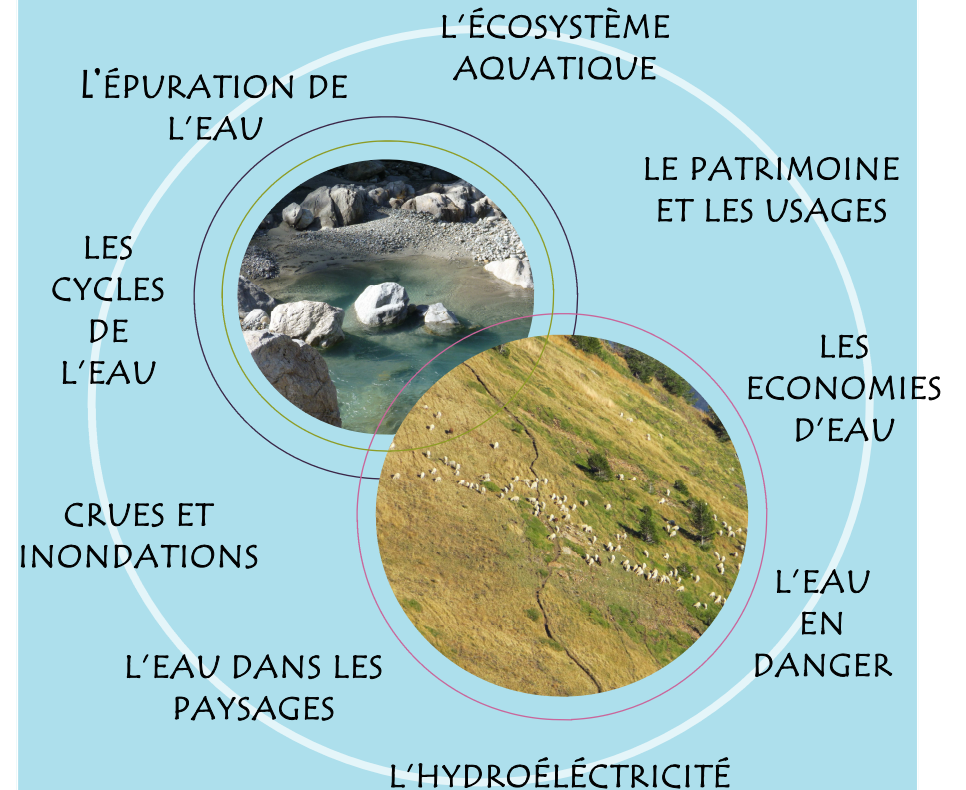 L'ÉCOSYSTÈME
AQUATIQUE
L'ÉPURATION DE
L'EAU
LE PATRIMOINE
ET LES USAGES
LES
CYCLES
DE
L'EAU
LES
ECONOMIES
D'EAU
CRUES ET
INONDATIONS
L'EAU
EN
DANGER
L'EAU DANS LES
PAYSAGES
L'HYDROÉLÉCTRICITÉ